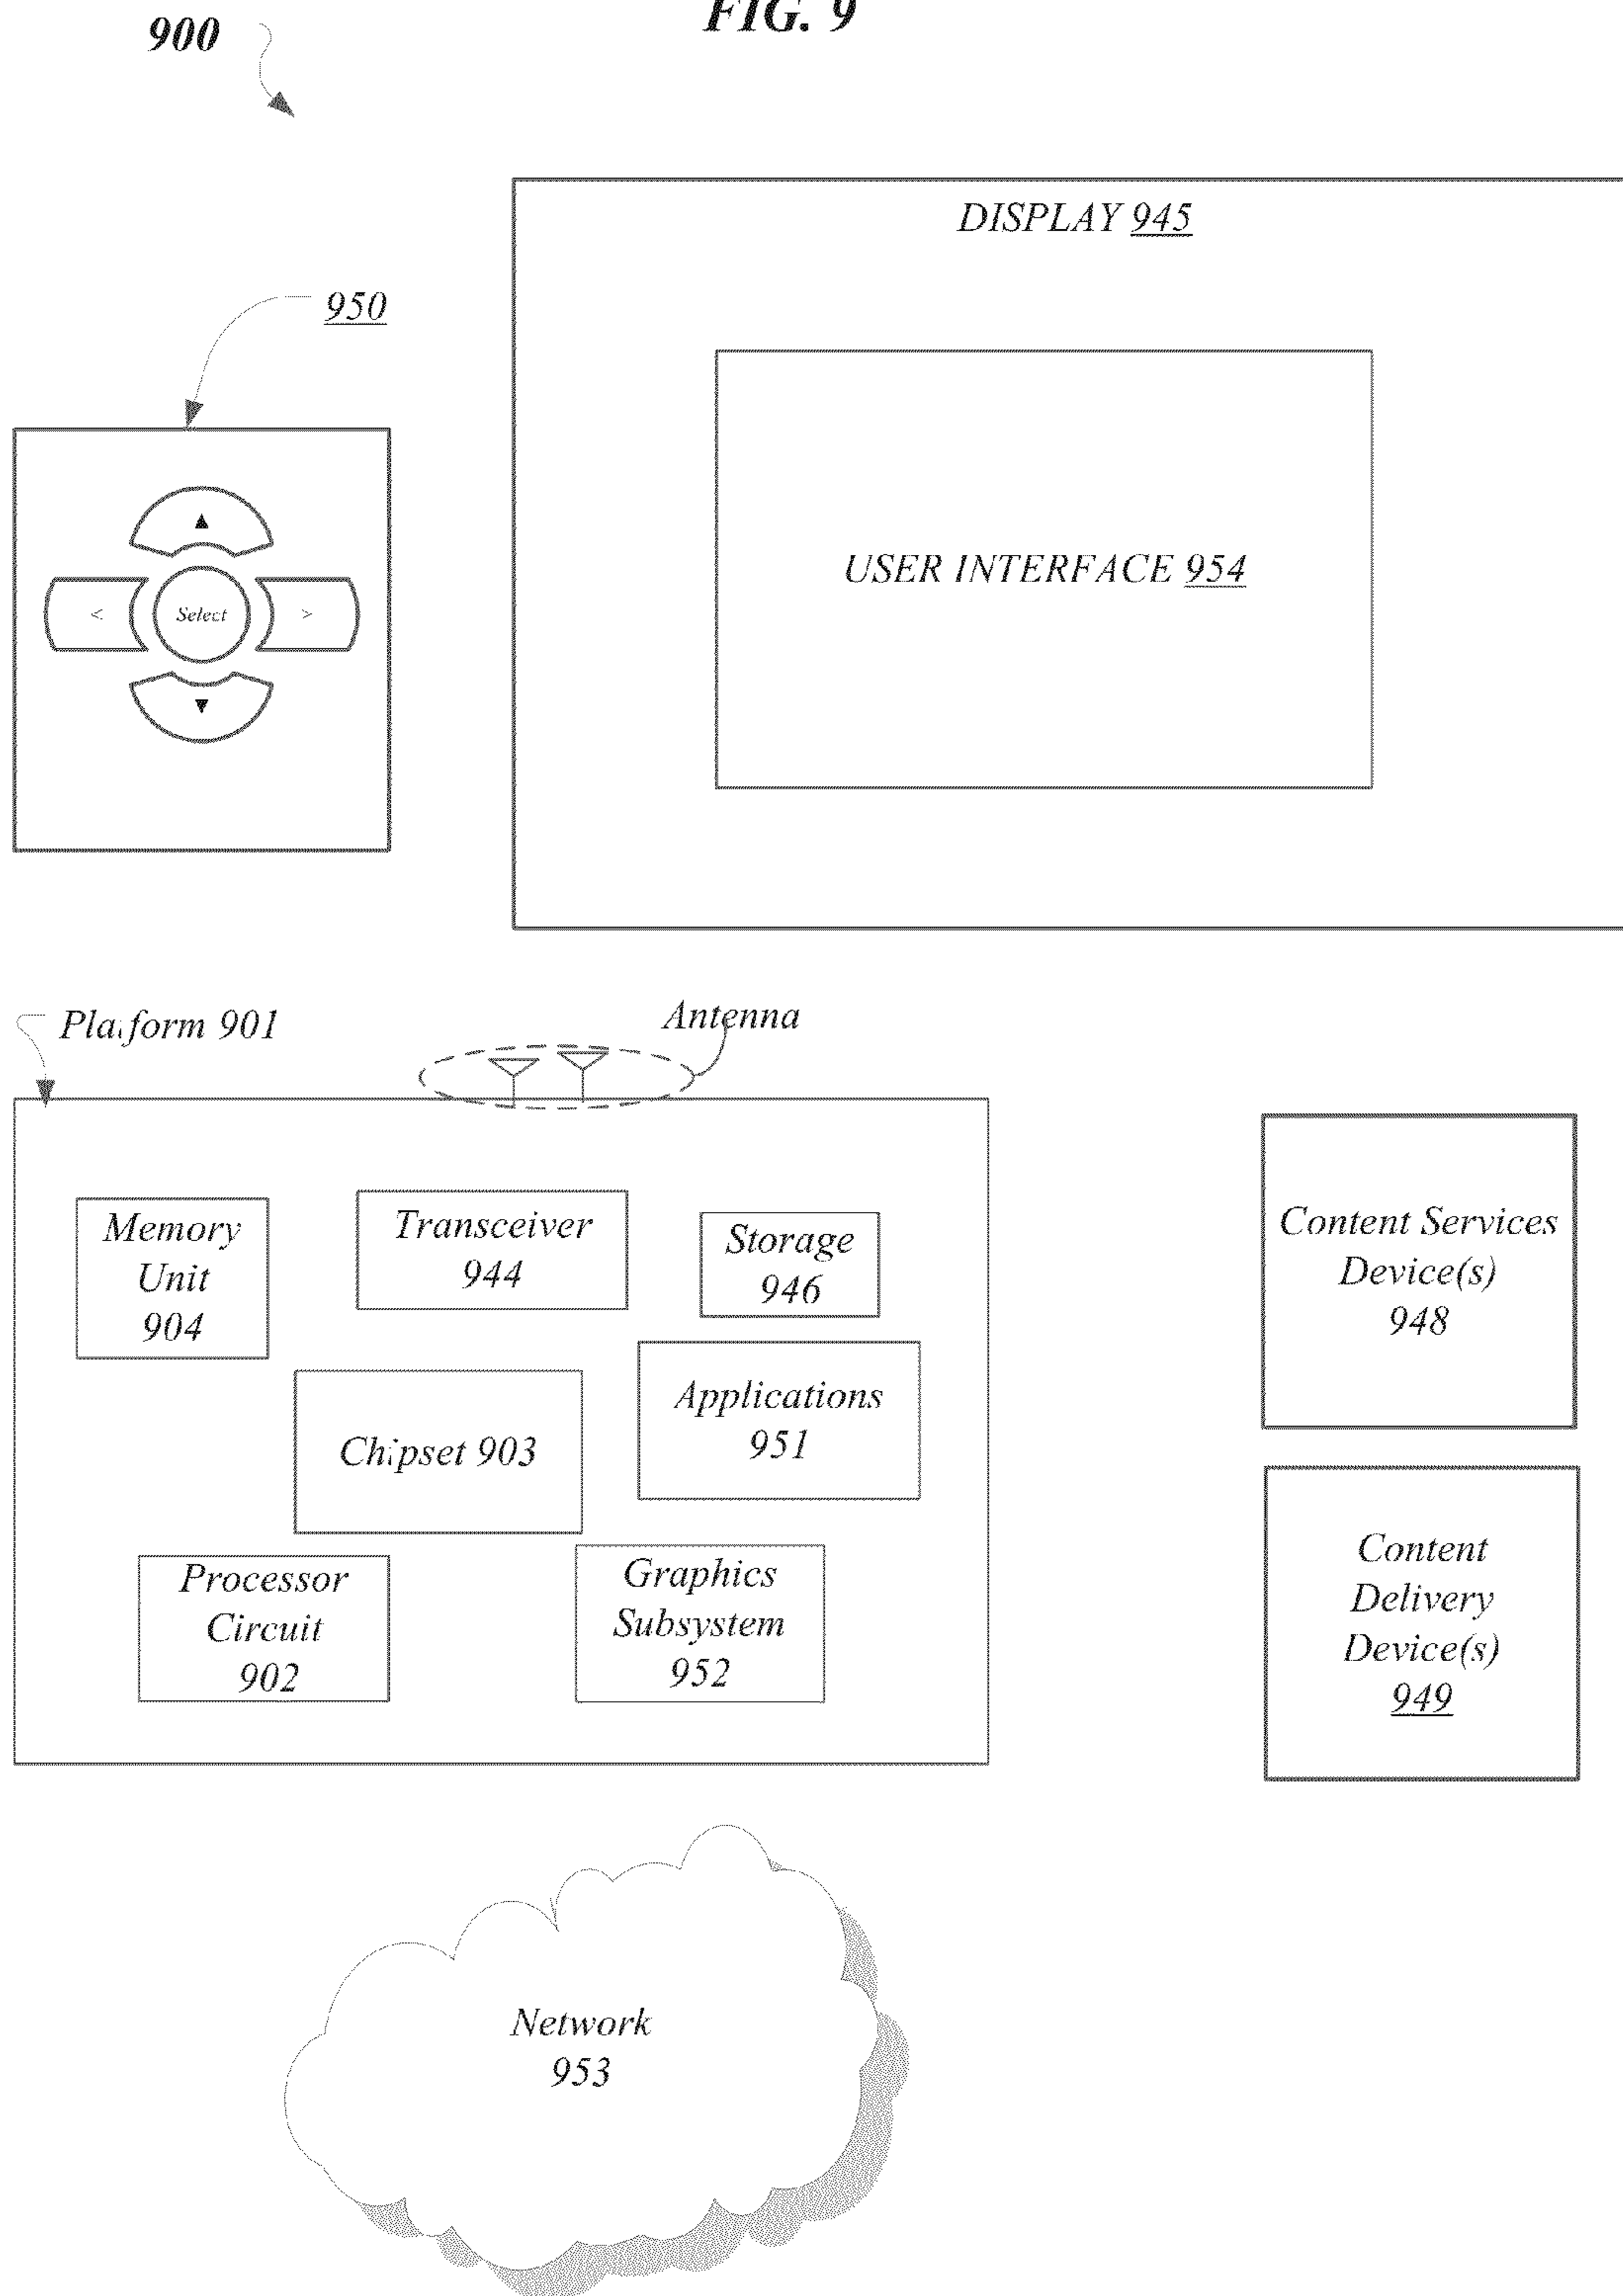 FIG. 9
900
DISPLAY 945
950
USER INTERFACE 954
< Select >
Platform 901
Antenna
Memory
Unit
904
Transceiver
944
Storage
946
Content Services
Device(s)
948
Chipset 903
Applications
951
Processor
Circuit
902
Graphics
Subsystem
952
Content
Delivery
Device(s)
949
Network
953